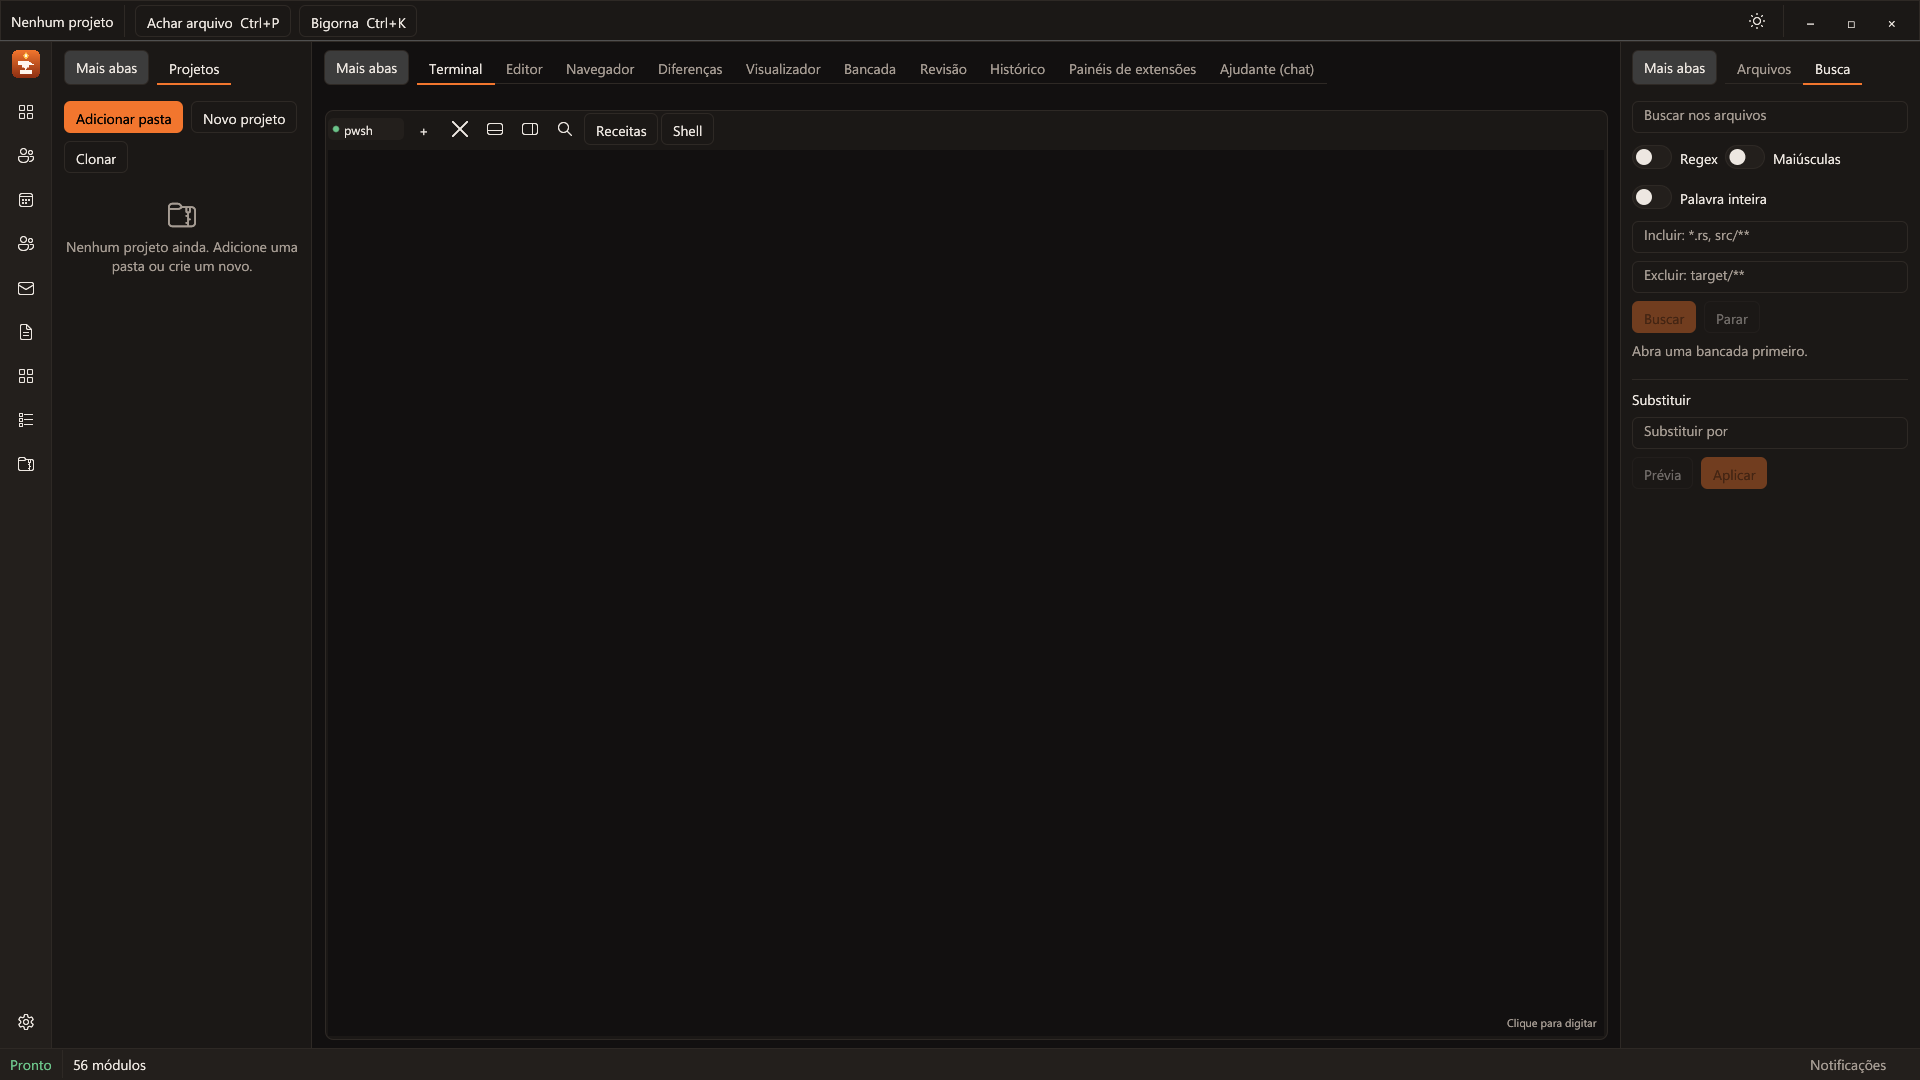 Nenhum projeto
Achar arquivo Ctrl+P
Bigorna Ctrl+K
Mais abas
Projetos
Adicionar pasta
Novo projeto
Clonar
Nenhum projeto ainda. Adicione uma
pasta ou crie um novo.
Mais abas
Terminal
Editor
Navegador
Diferenças
Visualizador
Bancada
Revisão
Histórico
Painéis de extensões
Ajudante (chat)
pwsh
+
Receitas
Shell
Clique para digitar
Mais abas
Arquivos
Busca
Buscar nos arquivos
Regex
Maiúsculas
Palavra inteira
Incluir: *.rs, src/**
Excluir: target/**
Buscar
Parar
Abra uma bancada primeiro.
Substituir
Substituir por
Prévia
Aplicar
Pronto
56 módulos
Notificações